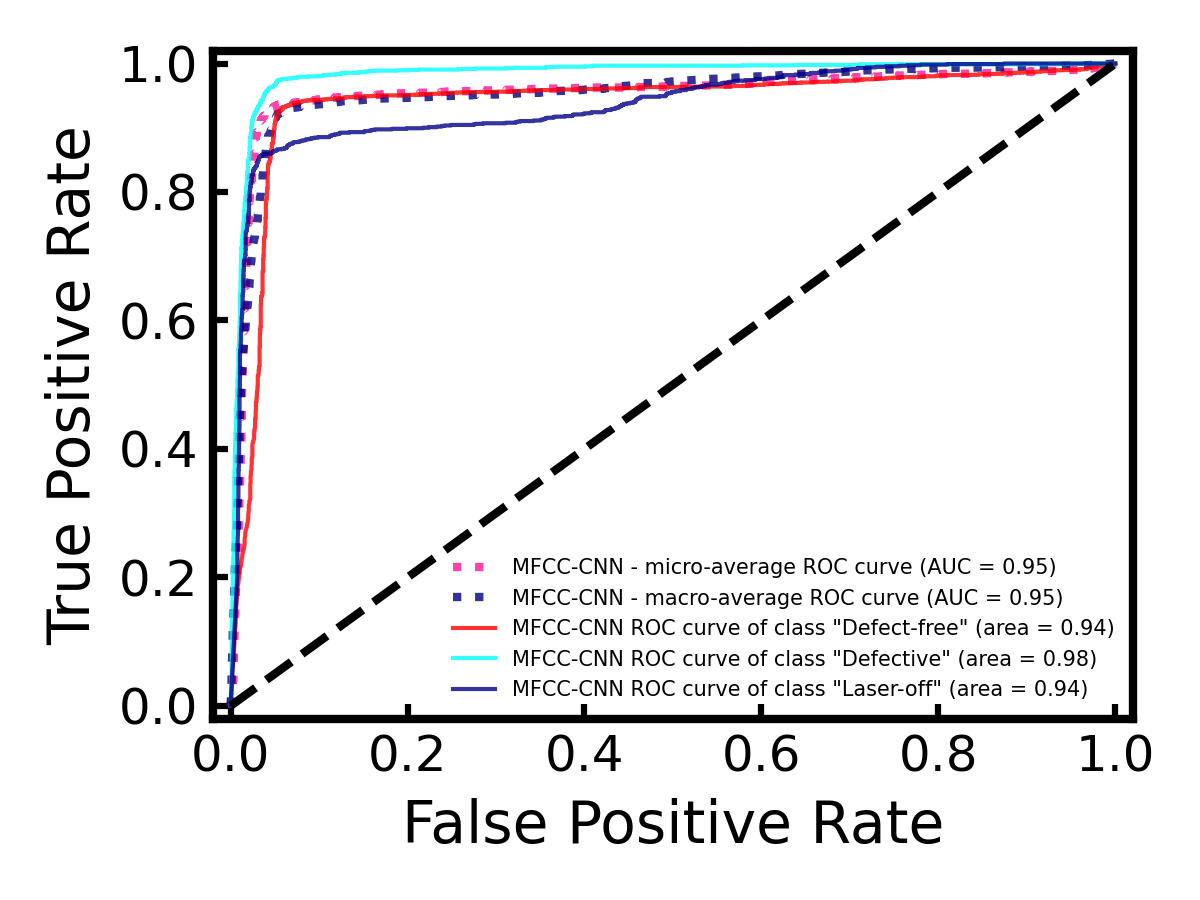 True Positive Rate
1.0
0.8
0.6
0.4
0.2
0.0
MFCC-CNN - micro-average ROC curve (AUC = 0.95)
MFCC-CNN - macro-average ROC curve (AUC = 0.95)
MFCC-CNN ROC curve of class "Defect-free" (area = 0.94)
MFCC-CNN ROC curve of class "Defective" (area = 0.98)
MFCC-CNN ROC curve of class "Laser-off" (area = 0.94)
0.0 0.2 0.4 0.6 0.8 1.0
False Positive Rate